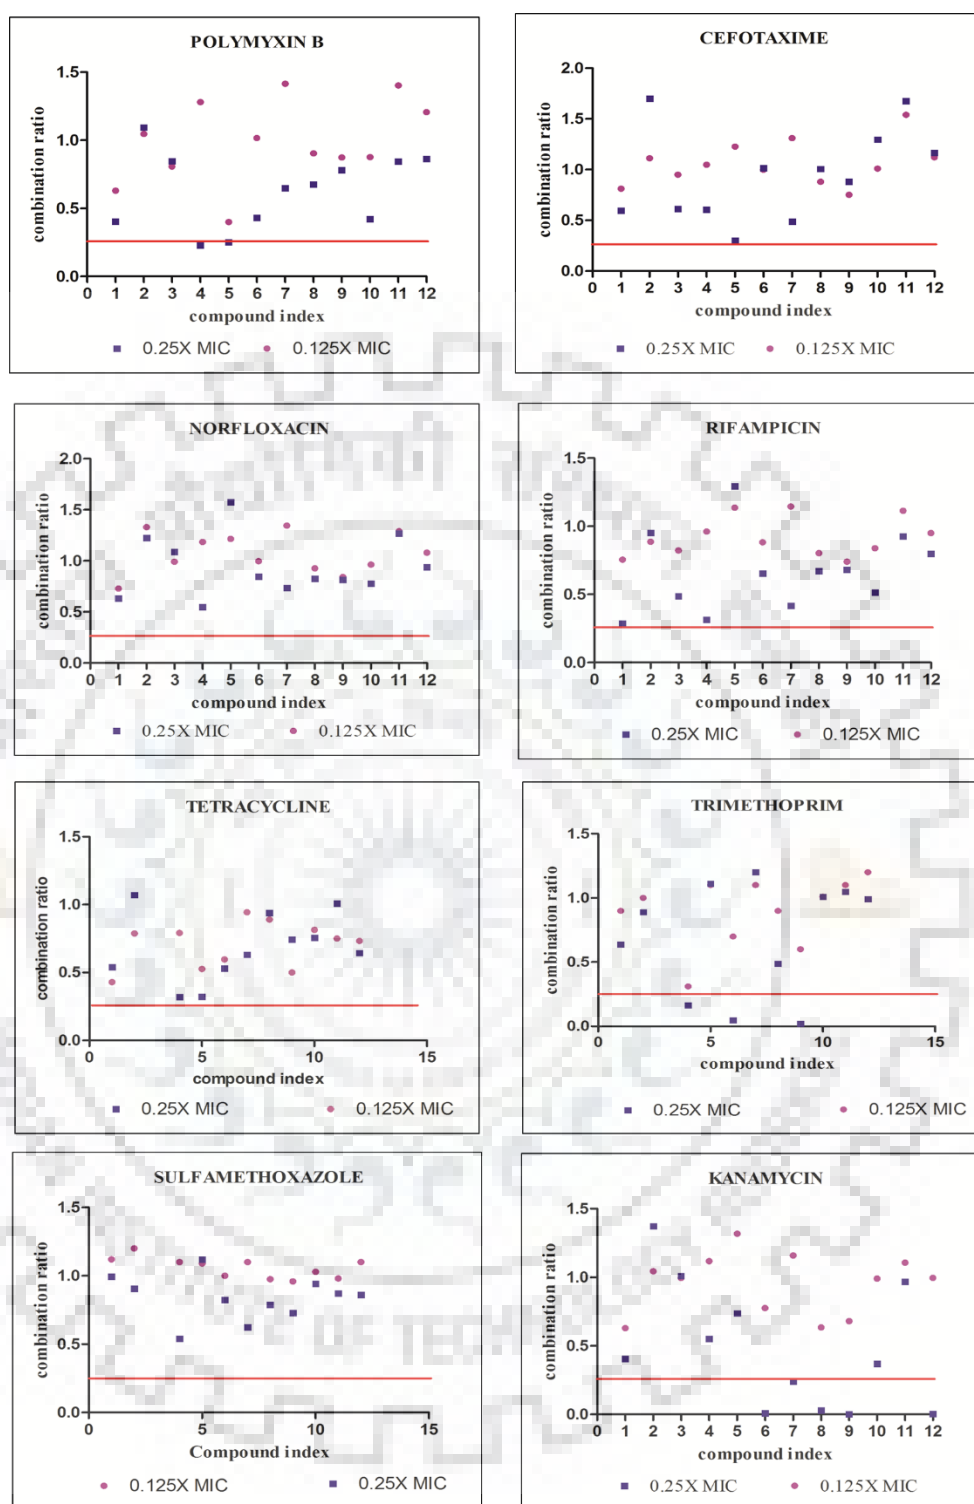 POLYMYXIN B
combination ratio
1.5
1.0
0.5
0.0
0 1 2 3 4 5 6 7 8 9 10 11 12
compound index
0.25X MIC 0.125X MIC
CEFOTAXIME
combination ratio
2.0
1.5
1.0
0.5
0.0
0 1 2 3 4 5 6 7 8 9 10 11 12
compound index
0.25X MIC 0.125X MIC
NORFLOXACIN
combination ratio
2.0
1.5
1.0
0.5
0.0
0 1 2 3 4 5 6 7 8 9 10 11 12
compound index
0.25X MIC 0.125X MIC
RIFAMPICIN
combination ratio
1.5
1.0
0.5
0.0
0 1 2 3 4 5 6 7 8 9 10 11 12
compound index
0.25X MIC 0.125X MIC
TETRACYCLINE
combination ratio
1.5
1.0
0.5
0.0
0 5 10 15
compound index
0.25X MIC 0.125X MIC
TRIMETHOPRIM
combination ratio
1.5
1.0
0.5
0.0
0 5 10 15
compound index
0.25X MIC 0.125X MIC
SULFAMETHOXAZOLE
combination ratio
1.5
1.0
0.5
0.0
0 5 10 15
Compound index
0.125X MIC 0.25X MIC
KANAMYCIN
combination ratio
1.5
1.0
0.5
0.0
0 1 2 3 4 5 6 7 8 9 10 11 12
compound index
0.25X MIC 0.125X MIC
OF TECH